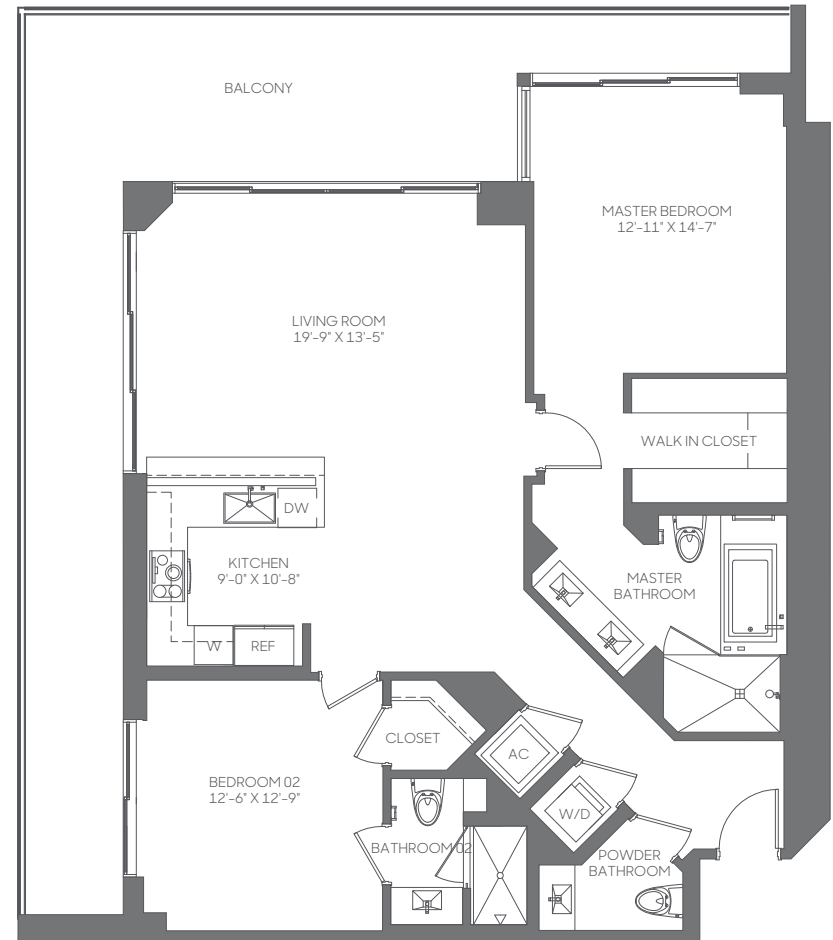 BALCONY
MASTER BEDROOM
12'-11" X 14'-7"
LIVING ROOM
19'-9" X 13'-5"
WALK IN CLOSET
DW
KITCHEN
9'-0" X 10'-8"
MASTER
BATHROOM
W
REF
CLOSET
AC
BEDROOM 02
12'-6" X 12'-9"
W/D
BATHROOM 02
POWDER
BATHROOM